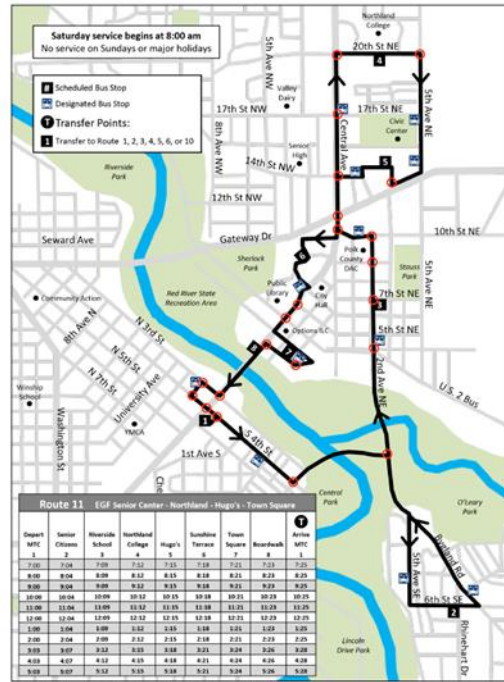 Saturday service begins at 8:00 am
No service on Sundays or major holidays
# Scheduled Bus Stop
Designated Bus Stop
T Transfer Points:
1 Transfer to Route 1, 2, 3, 4, 5, 6, or 10
Northland
College
20th St NE
4
5th Ave NW
5th Ave NE
Valley
Dairy
17th St NW
17th St NE
Central Ave
Civic
Center
8th Ave NW
Senior
High
14th St NW
5
12th St NW
Riverside
Park
Seward Ave
Gateway Dr
10th St NE
Sherlock
Park
6
Polk
County
DAC
Stauss
Park
5th Ave NE
Red River State
Recreation Area
Public
Library
City
Hall
7th St NE
3
Community Action
8th Ave N
N 3rd St
Options ILC
5th St NE
N 5th St
8
7
2nd Ave NE
U.S. 2 Bus
N 7th St
University Ave
Winship
School
YMCA
1
S 4th St
1st Ave S
Washington St
Central
Park
O'Leary
Park
5th Ave SE
Bygland Rd
6th St SE
2
Rhinehart Dr
Lincoln
Drive Park
Route 11 EGF Senior Center - Northland - Hugo's - Town Square
T
Depart MTC Senior Citizens Riverside School Northland College Hugo's Sunshine Terrace Town Square Boardwalk Arrive MTC
1 2 3 4 5 6 7 8 1
7:00 7:04 7:09 7:12 7:15 7:18 7:21 7:23 7:25
8:00 8:04 8:09 8:12 8:15 8:18 8:21 8:23 8:25
9:00 9:04 9:09 9:12 9:15 9:18 9:21 9:23 9:25
10:00 10:04 10:09 10:12 10:15 10:18 10:21 10:23 10:25
11:00 11:04 11:09 11:12 11:15 11:18 11:21 11:23 11:25
12:00 12:04 12:09 12:12 12:15 12:18 12:21 12:23 12:25
1:00 1:04 1:09 1:12 1:15 1:18 1:21 1:23 1:25
2:00 2:04 2:09 2:12 2:15 2:18 2:21 2:23 2:25
3:03 3:07 3:12 3:15 3:18 3:21 3:24 3:26 3:28
4:03 4:07 4:12 4:15 4:18 4:21 4:24 4:26 4:28
5:03 5:07 5:12 5:15 5:18 5:21 5:24 5:26 5:28